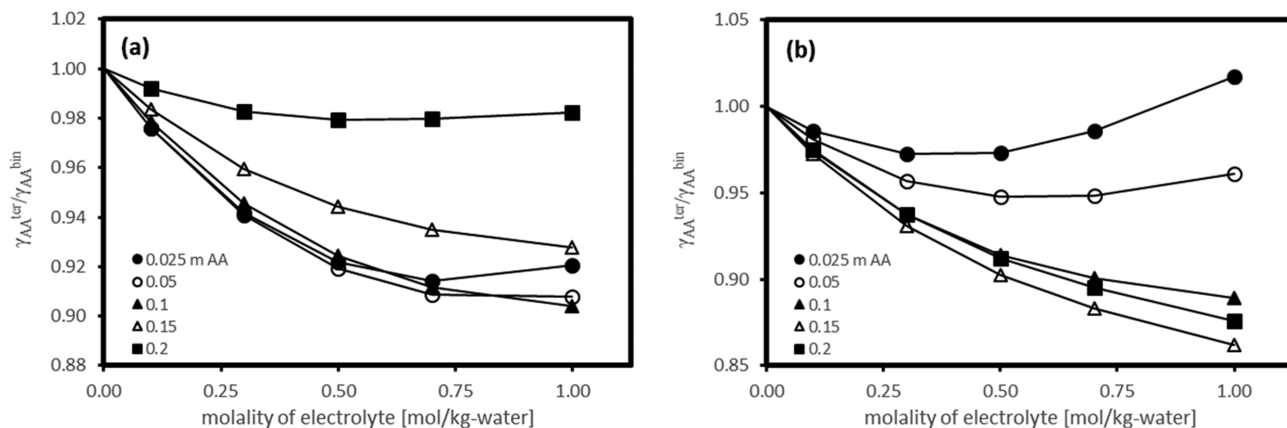 (a)
1.02
1.00
0.98
0.96
0.94
0.92
0.90
0.88
γAA^ter/γAA^bin
0.025 m AA
0.05
0.1
0.15
0.2
0.00 0.25 0.50 0.75 1.00
molality of electrolyte [mol/kg-water]
(b)
1.05
1.00
0.95
0.90
0.85
γAA^ter/γAA^bin
0.025 m AA
0.05
0.1
0.15
0.2
0.00 0.25 0.50 0.75 1.00
molality of electrolyte [mol/kg-water]